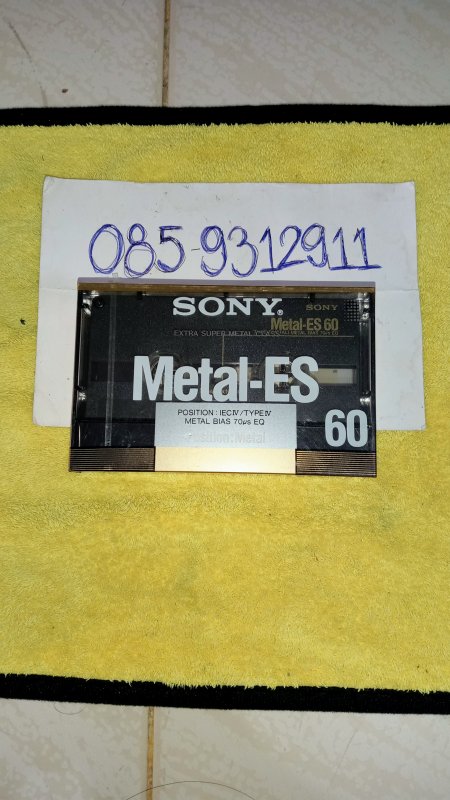 085-9312911
SONY®
SONY
Metal-ES 60
EXTRA SUPER METAL
Metal-ES
POSITION : IEC IV / TYPE IV
METAL BIAS 70µs EQ
Position: Metal
60